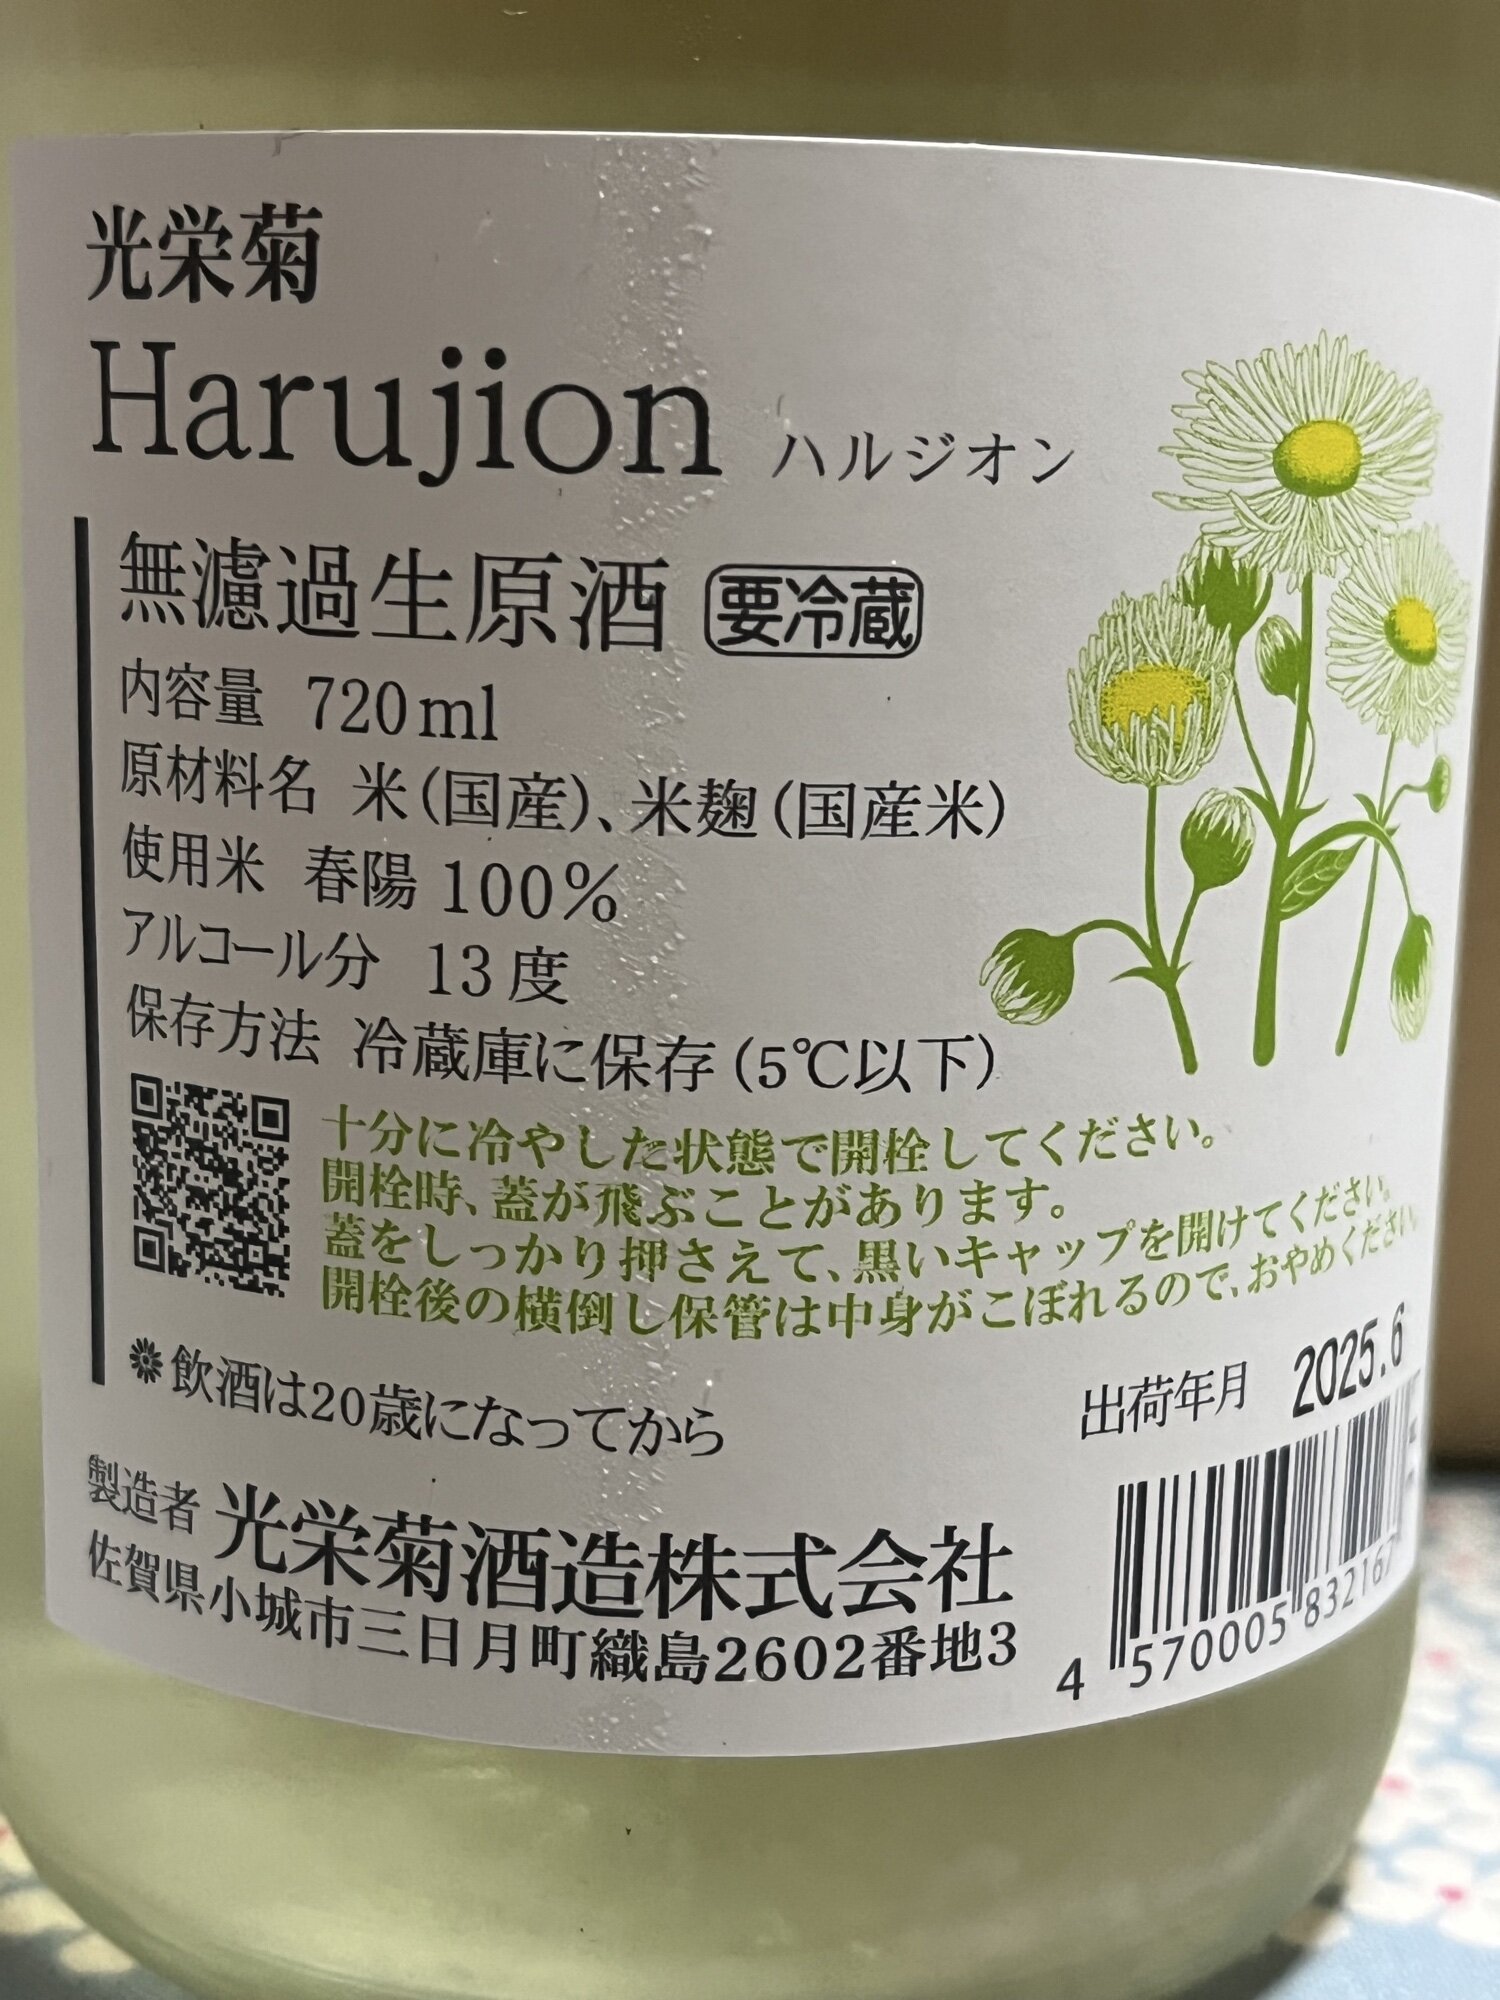 光栄菊
Harujion ハルジオン
無濾過生原酒 要冷蔵
内容量 720ml
原材料名 米(国産)、米麹(国産米)
使用米 春陽100%
アルコール分 13度
保存方法 冷蔵庫に保存(5℃以下)
十分に冷やした状態で開栓してください。
開栓時、蓋が飛ぶことがあります。
蓋をしっかり押さえて、黒いキャップを開けてください。
開栓後の横倒し保管は中身がこぼれるので、おやめください。
飲酒は20歳になってから
出荷年月 2025.6
製造者 光栄菊酒造株式会社
佐賀県小城市三日月町織島2602番地3
4 570005 832167